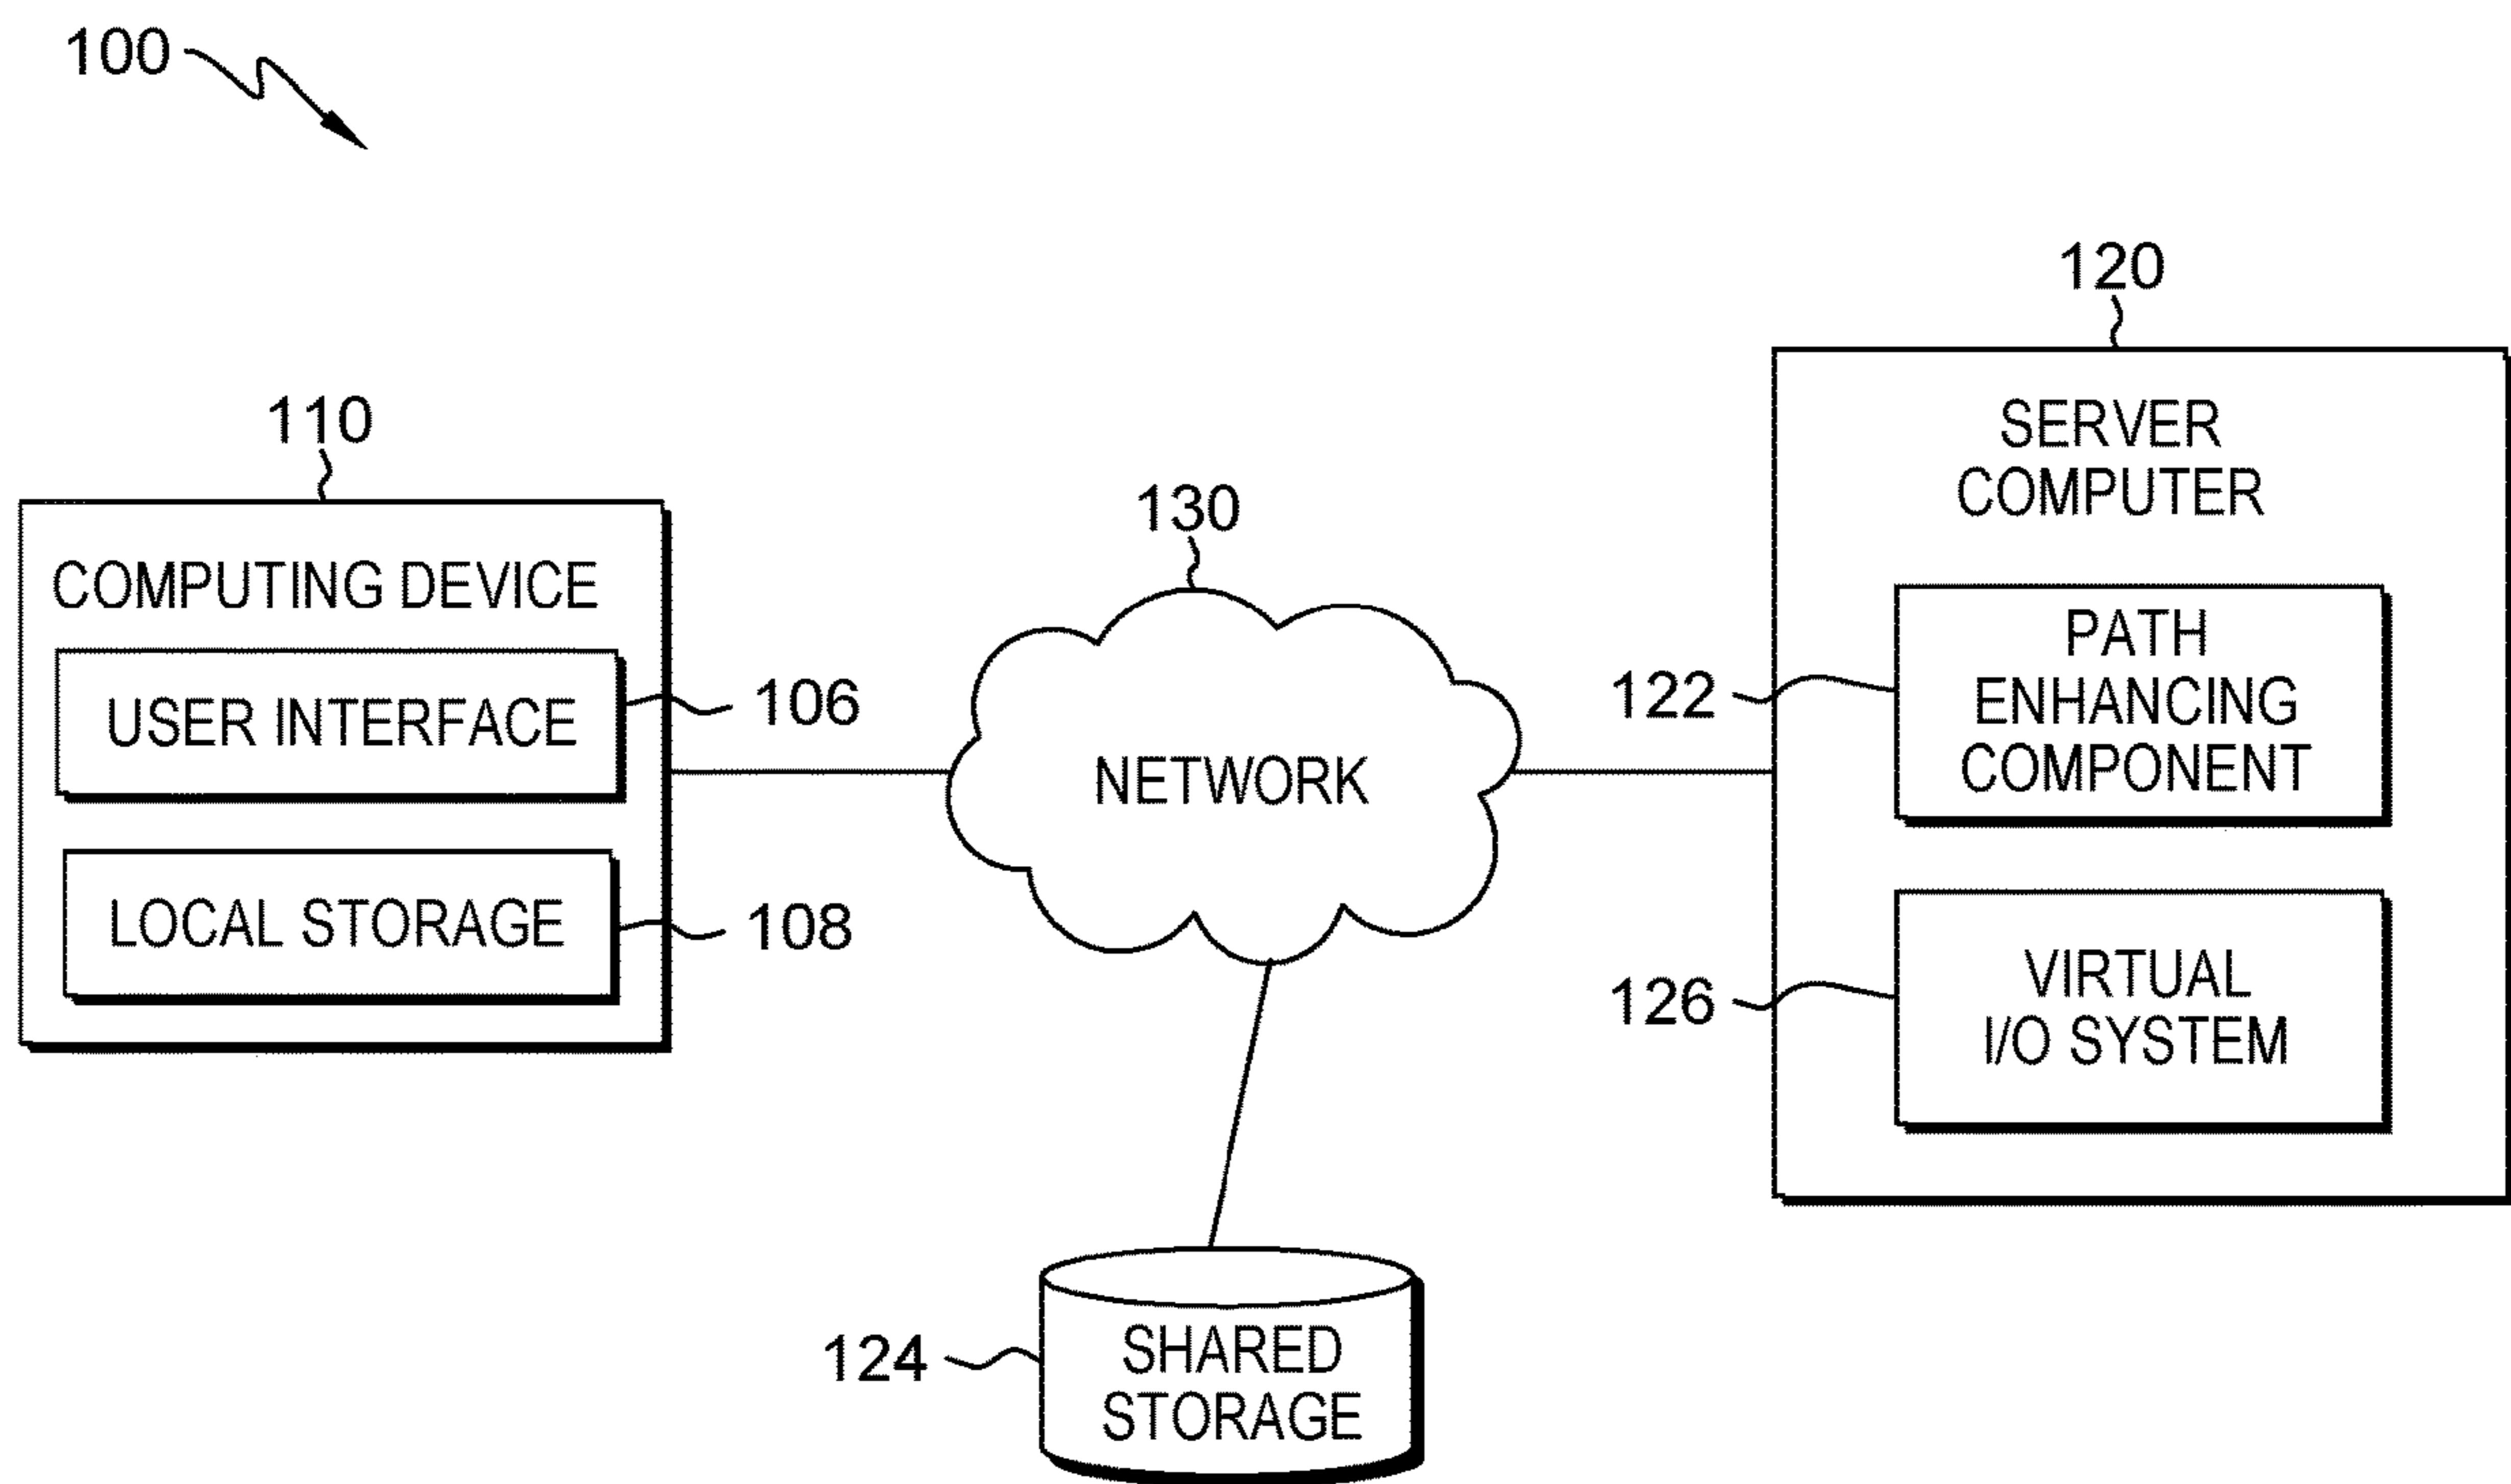 100
110
COMPUTING DEVICE
USER INTERFACE
106
LOCAL STORAGE
108
130
NETWORK
120
SERVER
COMPUTER
122
PATH
ENHANCING
COMPONENT
126
VIRTUAL
I/O SYSTEM
124
SHARED
STORAGE